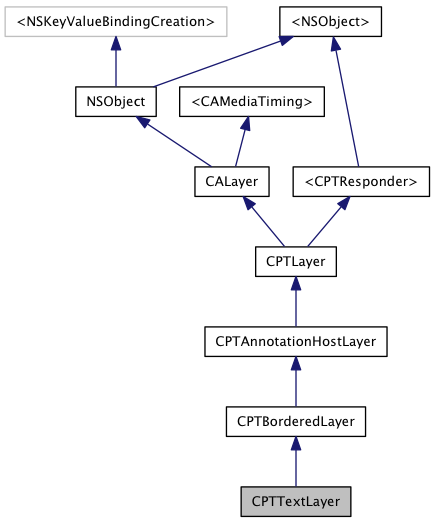 <NSKeyValueBindingCreation>
<NSObject>
NSObject
<CAMediaTiming>
CALayer
<CPTResponder>
CPTLayer
CPTAnnotationHostLayer
CPTBorderedLayer
CPTTextLayer